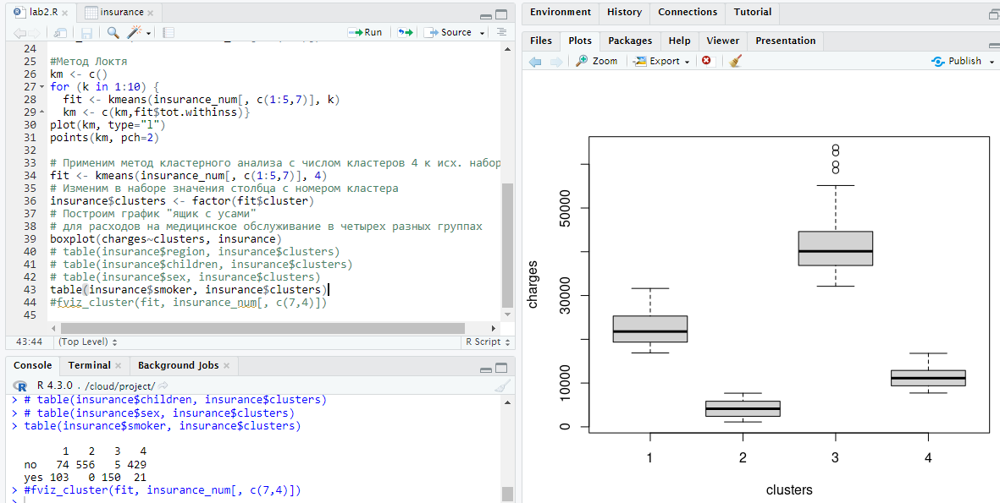 lab2.R
insurance
Run
Source
24
25 #Метод Локтя
26 km <- c()
27 for (k in 1:10) {
28 fit <- kmeans(insurance_num[, c(1:5,7)], k)
29 km <- c(km,fit$tot.withinss)}
30 plot(km, type="l")
31 points(km, pch=2)
32
33 # Применим метод кластерного анализа с числом кластеров 4 к исх. набор
34 fit <- kmeans(insurance_num[, c(1:5,7)], 4)
35 # Изменим в наборе значения столбца с номером кластера
36 insurance$clusters <- factor(fit$cluster)
37 # Построим график "ящик с усами"
38 # для расходов на медицинское обслуживание в четырех разных группах
39 boxplot(charges~clusters, insurance)
40 # table(insurance$region, insurance$clusters)
41 # table(insurance$children, insurance$clusters)
42 # table(insurance$sex, insurance$clusters)
43 table(insurance$smoker, insurance$clusters)
44 #fviz_cluster(fit, insurance_num[, c(7,4)])
45
43:44 (Top Level) R Script
Console Terminal Background Jobs
R 4.3.0 . /cloud/project/
> # table(insurance$children, insurance$clusters)
> # table(insurance$sex, insurance$clusters)
> table(insurance$smoker, insurance$clusters)
1 2 3 4
no 74 556 5 429
yes 103 0 150 21
> #fviz_cluster(fit, insurance_num[, c(7,4)])
>
Environment History Connections Tutorial
Files Plots Packages Help Viewer Presentation
Zoom Export Publish
charges
50000
30000
10000
0
1 2 3 4
clusters